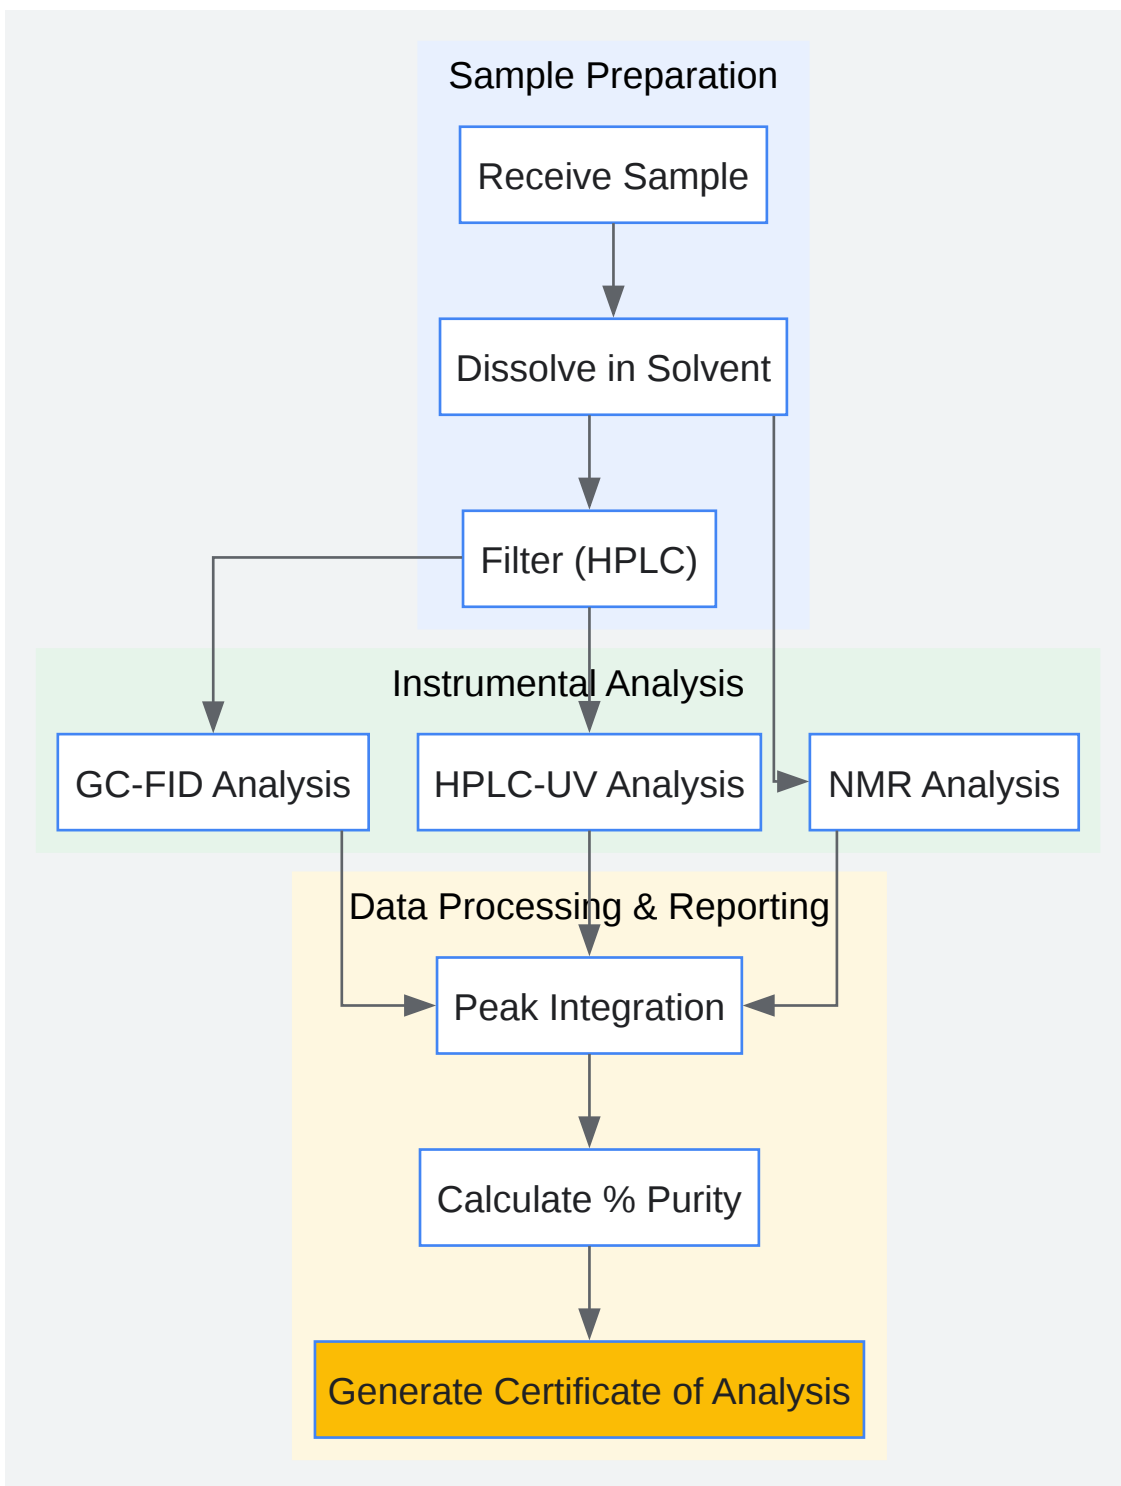 Sample Preparation
Receive Sample
Dissolve in Solvent
Filter (HPLC)
Instrumental Analysis
GC-FID Analysis
HPLC-UV Analysis
NMR Analysis
Data Processing & Reporting
Peak Integration
Calculate % Purity
Generate Certificate of Analysis